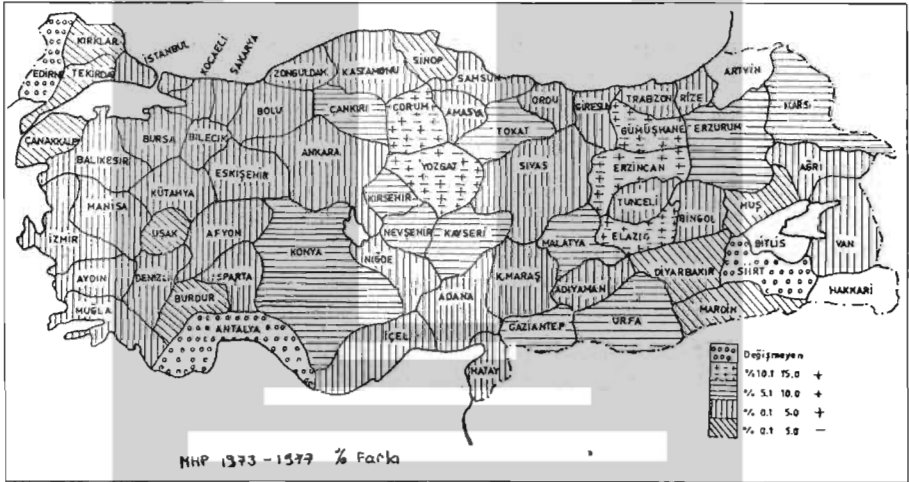 KIRKLAR
EDİRNE
TEKİRDA
İSTANBUL
KOCAELİ
SAKARYA
ZONGULDAK
KASTAMONU
SİNOP
SAMSUN
ORDU
GİRESUN
TRABZON
RİZE
ARTVİN
KARS
ÇANAKKALE
BALIKESİR
BURSA
BİLECİK
BOLU
ÇANKIRI
ÇORUM
AMASYA
TOKAT
GÜMÜŞHANE
ERZURUM
AĞRI
ESKİŞEHİR
ANKARA
YOZGAT
SİVAS
ERZİNCAN
KÜTAHYA
KIRŞEHİR
TUNCELİ
BİNGOL
MUŞ
MANİSA
İZMİR
UŞAK
AFYON
KONYA
NEVŞEHİR
KAYSERİ
MALATYA
ELAZIĞ
BİTLİS
VAN
AYDIN
DENİZLİ
ISPARTA
NİGDE
K.MARAŞ
ADIYAMAN
DİYARBAKIR
SİİRT
HAKKARİ
MUĞLA
BURDUR
ANTALYA
İÇEL
ADANA
GAZİANTEP
URFA
MARDİN
HATAY
Değişmeyen
% 10.1 15.0 +
% 5.1 10.0 +
% 0.1 5.0 +
% 0.1 5.0 -
MHP 1973-1977 % Farkı